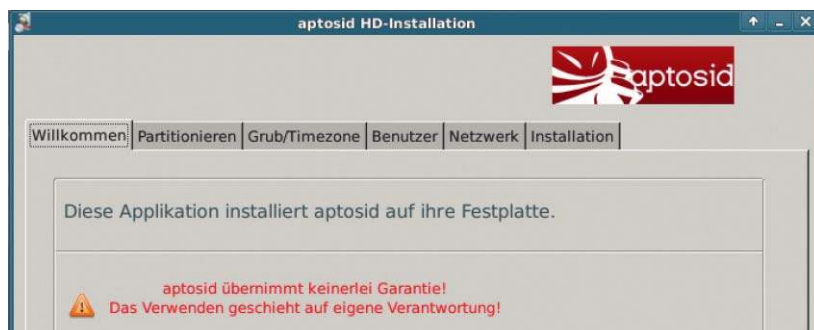 aptosid HD-Installation
aptosid
Willkommen Partitionieren Grub/Timezone Benutzer Netzwerk Installation
Diese Applikation installiert aptosid auf ihre Festplatte.
aptosid übernimmt keinerlei Garantie!
Das Verwenden geschieht auf eigene Verantwortung!